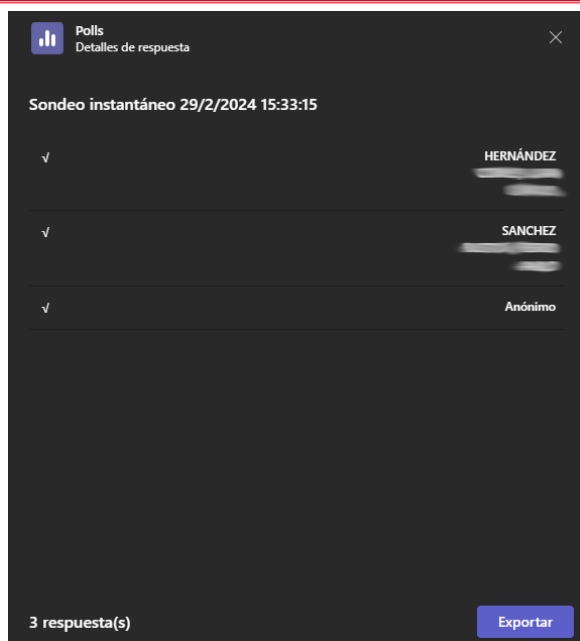 Polls
Detalles de respuesta
Sondeo instantáneo 29/2/2024 15:33:15
√ HERNÁNDEZ
√ SANCHEZ
√ Anónimo
3 respuesta(s)
Exportar